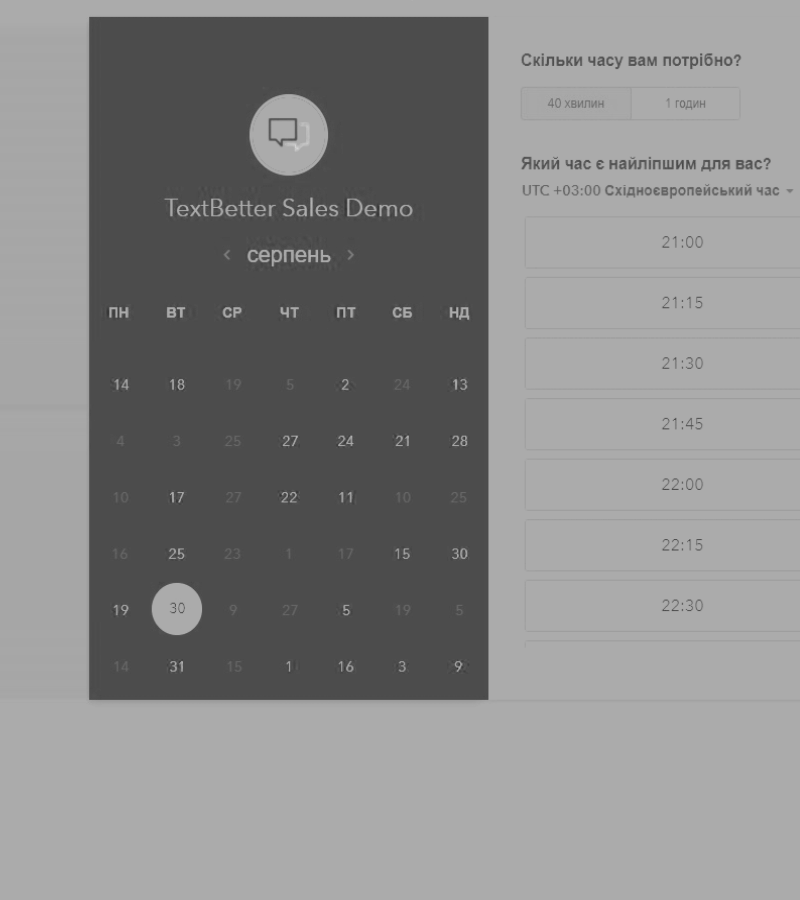 TextBetter Sales Demo
серпень
ПН ВТ СР ЧТ ПТ СБ НД
14 18 19 5 2 24 13
4 3 25 27 24 21 28
10 17 27 22 11 10 25
16 25 23 1 17 15 30
19 30 9 27 5 19 5
14 31 15 1 16 3 9
Скільки часу вам потрібно?
40 хвилин 1 годин
Який час є найліпшим для вас?
UTC +03:00 Східноєвропейський час
21:00
21:15
21:30
21:45
22:00
22:15
22:30